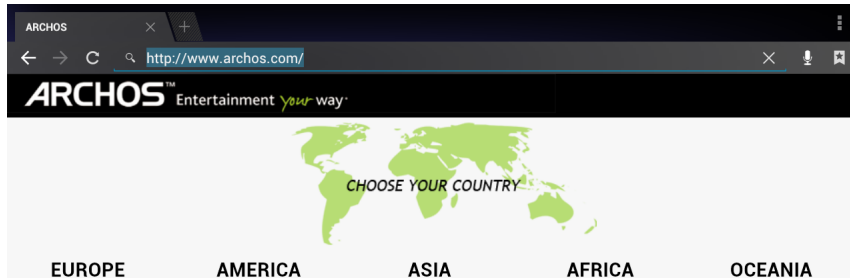 ARCHOS
http://www.archos.com/
ARCHOS™ Entertainment your way
CHOOSE YOUR COUNTRY
EUROPE AMERICA ASIA AFRICA OCEANIA